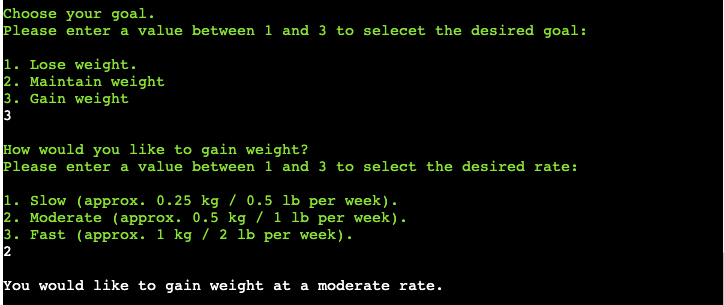 Choose your goal.
Please enter a value between 1 and 3 to selecet the desired goal:
1. Lose weight.
2. Maintain weight
3. Gain weight
3
How would you like to gain weight?
Please enter a value between 1 and 3 to select the desired rate:
1. Slow (approx. 0.25 kg / 0.5 lb per week).
2. Moderate (approx. 0.5 kg / 1 lb per week).
3. Fast (approx. 1 kg / 2 lb per week).
2
You would like to gain weight at a moderate rate.